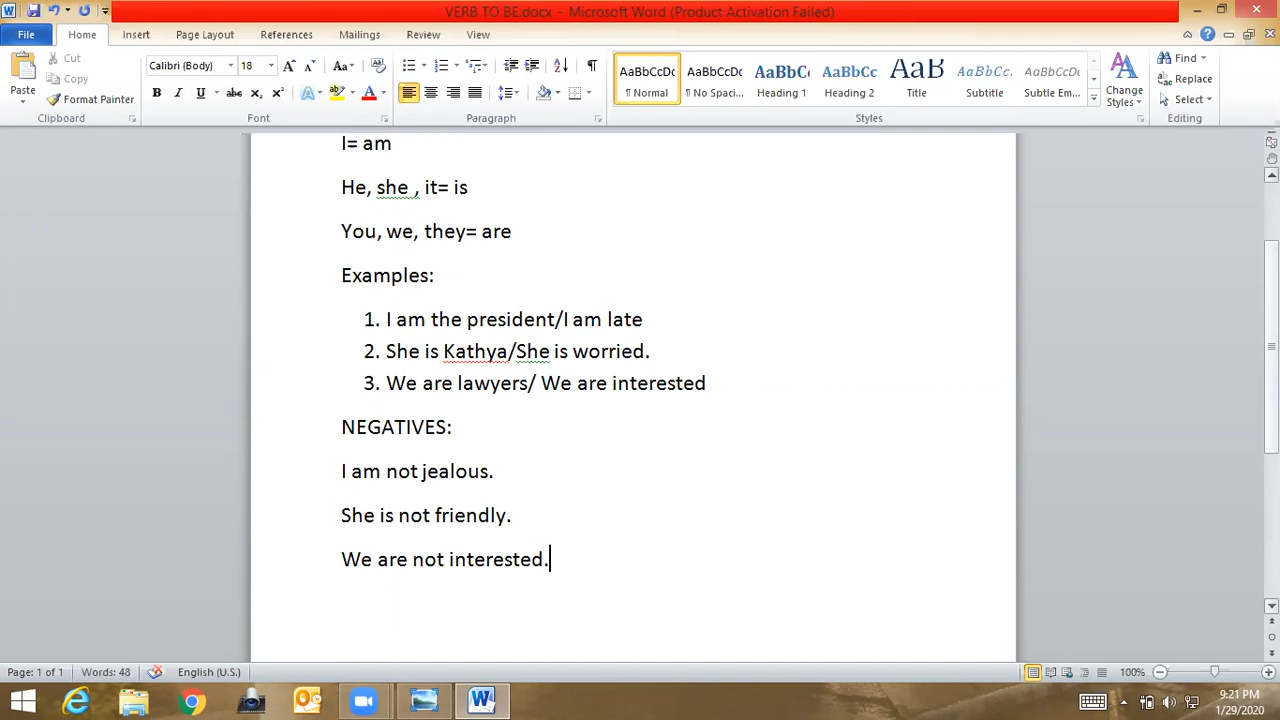 VERB TO BE.docx - Microsoft Word (Product Activation Failed)
File Home Insert Page Layout References Mailings Review View
Paste Cut Copy Format Painter
Calibri (Body) 18
AaBbCcDc AaBbCcDc AaBbCc AaBbCc AaB AaBbCc. AaBbCcDc
¶ Normal ¶ No Spaci... Heading 1 Heading 2 Title Subtitle Subtle Em...
Change Styles
Find Replace Select
Clipboard Font Paragraph Styles Editing
I= am
He, she , it= is
You, we, they= are
Examples:
1. I am the president/I am late
2. She is Kathya/She is worried.
3. We are lawyers/ We are interested
NEGATIVES:
I am not jealous.
She is not friendly.
We are not interested.
Page: 1 of 1 Words: 48 English (U.S.) 100%
9:21 PM
1/29/2020